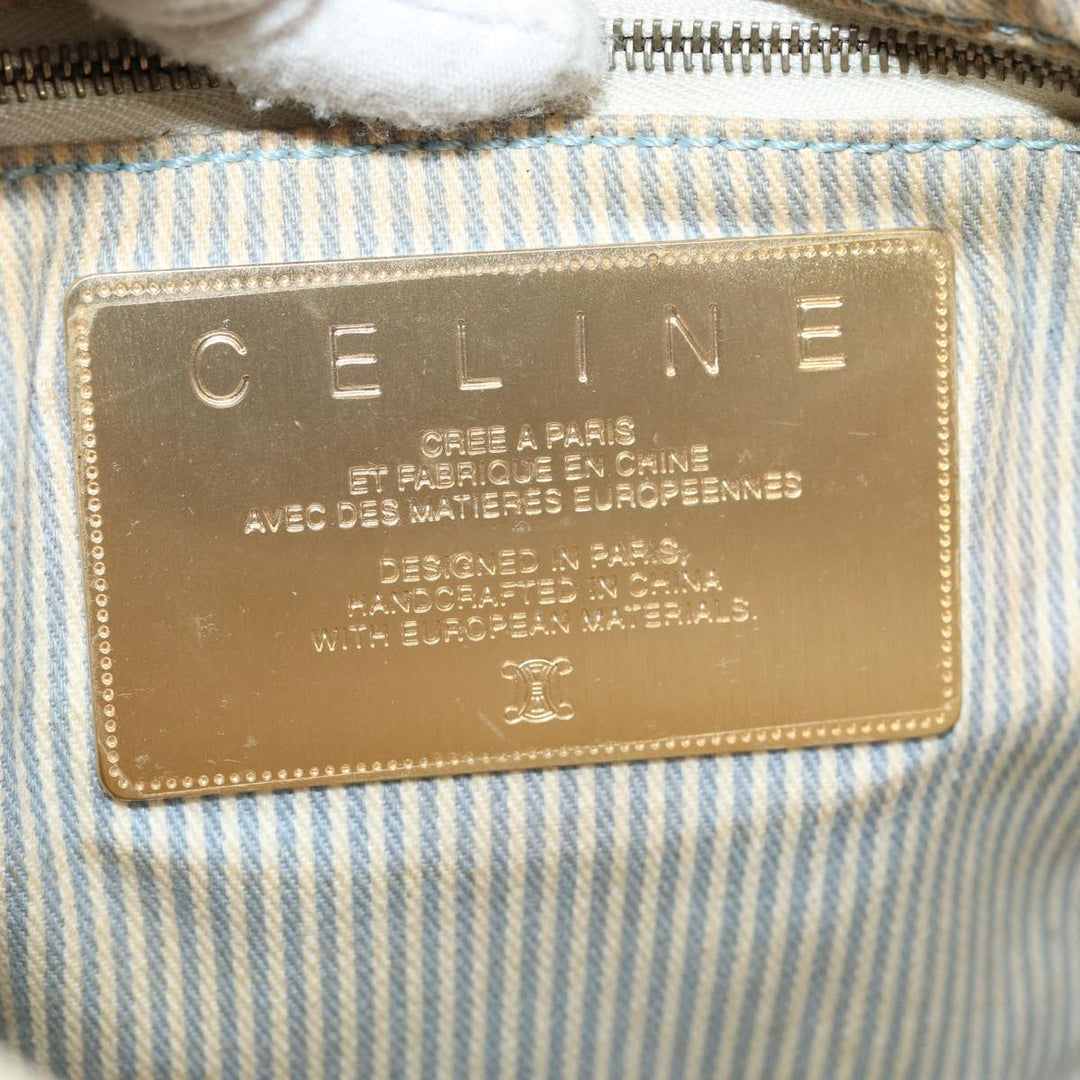 CELINE
CREE A PARIS
ET FABRIQUE EN CHINE
AVEC DES MATIERES EUROPEENNES
DESIGNED IN PARIS,
HANDCRAFTED IN CHINA
WITH EUROPEAN MATERIALS.